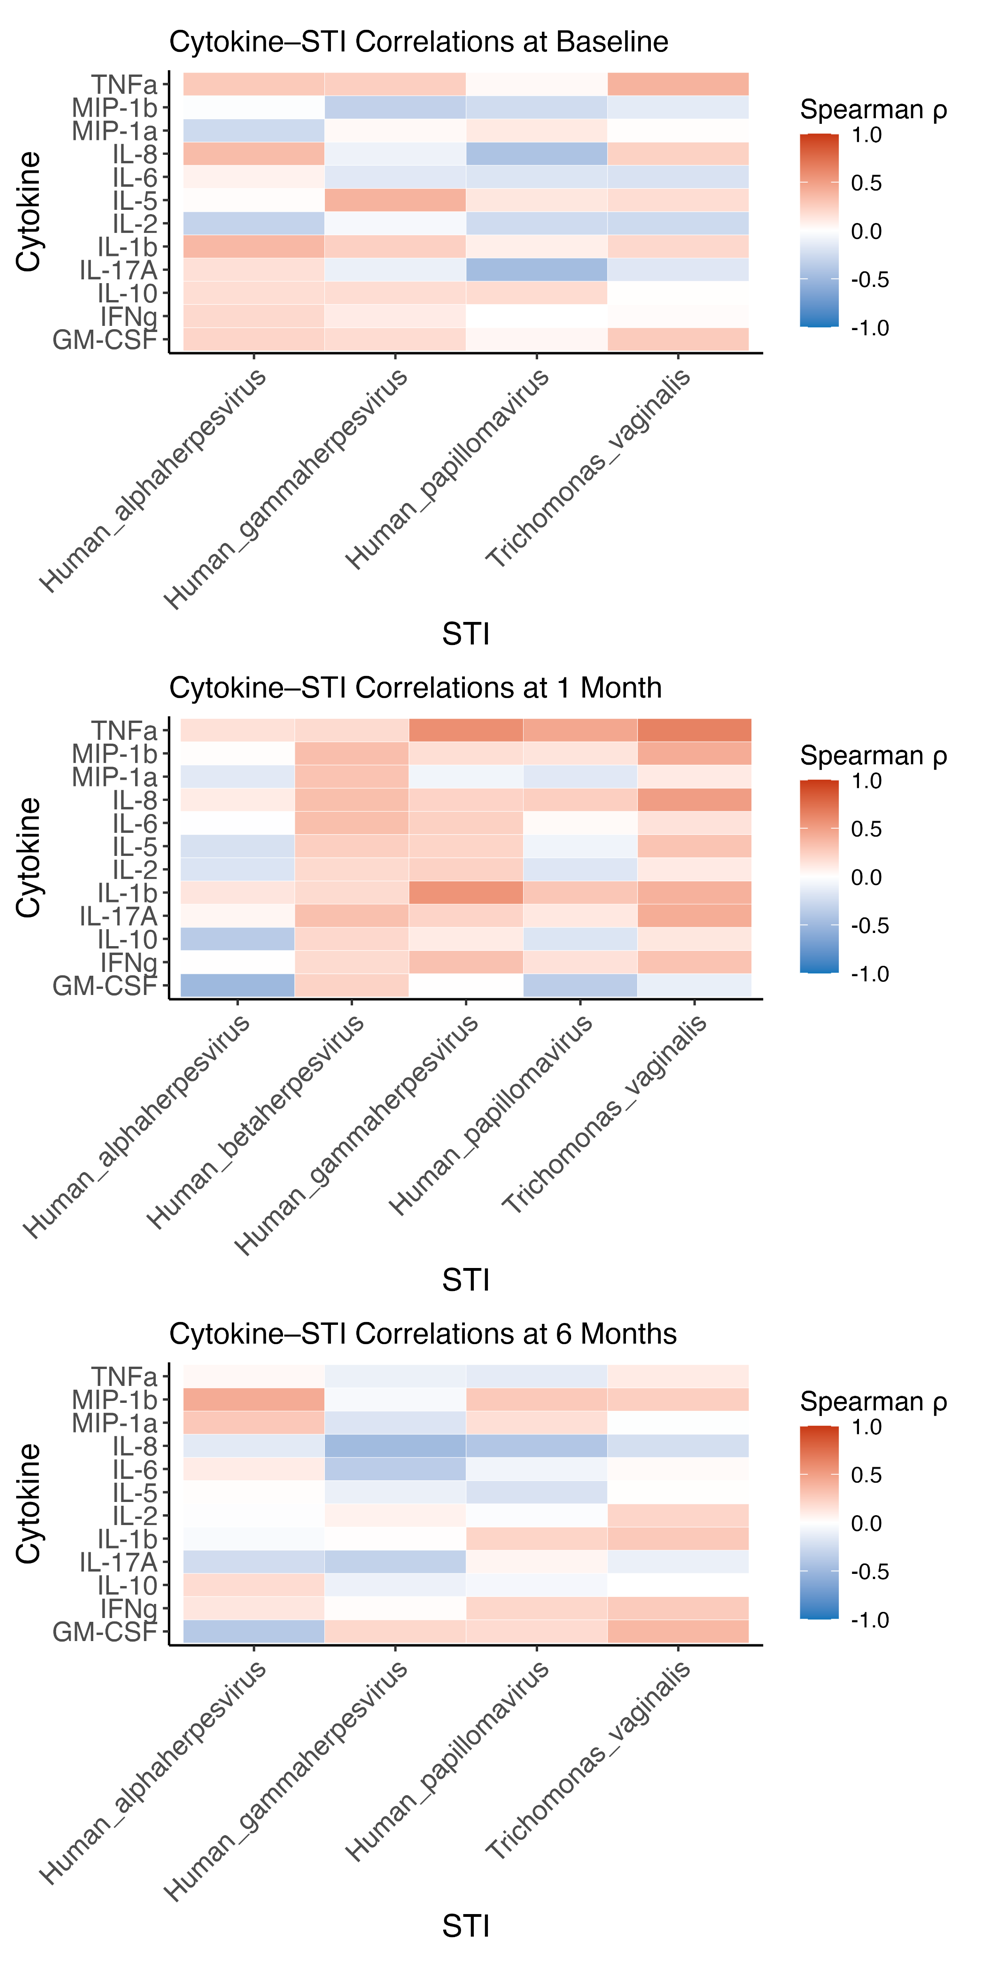 Cytokine–STI Correlations at Baseline
Cytokine
TNFa
MIP-1b
MIP-1a
IL-8
IL-6
IL-5
IL-2
IL-1b
IL-17A
IL-10
IFNg
GM-CSF
Human_alphaherpesvirus
Human_gammaherpesvirus
Human_papillomavirus
Trichomonas_vaginalis
STI
Spearman ρ
1.0
0.5
0.0
-0.5
-1.0
Cytokine–STI Correlations at 1 Month
Cytokine
TNFa
MIP-1b
MIP-1a
IL-8
IL-6
IL-5
IL-2
IL-1b
IL-17A
IL-10
IFNg
GM-CSF
Human_alphaherpesvirus
Human_betaherpesvirus
Human_gammaherpesvirus
Human_papillomavirus
Trichomonas_vaginalis
STI
Spearman ρ
1.0
0.5
0.0
-0.5
-1.0
Cytokine–STI Correlations at 6 Months
Cytokine
TNFa
MIP-1b
MIP-1a
IL-8
IL-6
IL-5
IL-2
IL-1b
IL-17A
IL-10
IFNg
GM-CSF
Human_alphaherpesvirus
Human_gammaherpesvirus
Human_papillomavirus
Trichomonas_vaginalis
STI
Spearman ρ
1.0
0.5
0.0
-0.5
-1.0